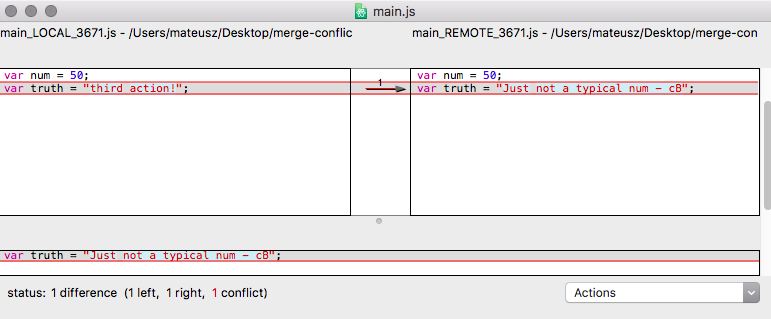 main.js
main_LOCAL_3671.js - /Users/mateusz/Desktop/merge-conflic
main_REMOTE_3671.js - /Users/mateusz/Desktop/merge-con
var num = 50;
var truth = "third action!";
1
var num = 50;
var truth = "Just not a typical num - cB";
var truth = "Just not a typical num - cB";
status: 1 difference (1 left, 1 right, 1 conflict)
Actions